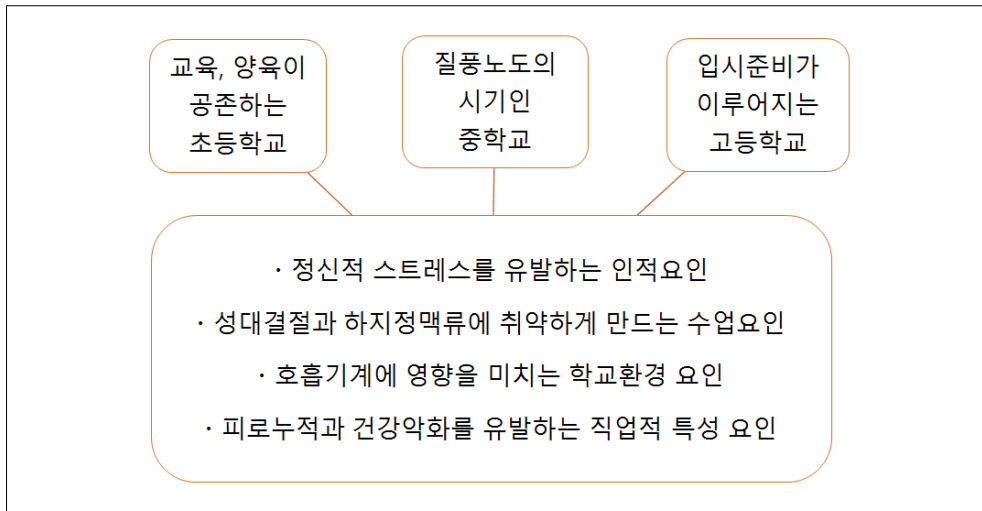 교육, 양육이
공존하는
초등학교
질풍노도의
시기인
중학교
입시준비가
이루어지는
고등학교
· 정신적 스트레스를 유발하는 인적요인
· 성대결절과 하지정맥류에 취약하게 만드는 수업요인
· 호흡기계에 영향을 미치는 학교환경 요인
· 피로누적과 건강악화를 유발하는 직업적 특성 요인